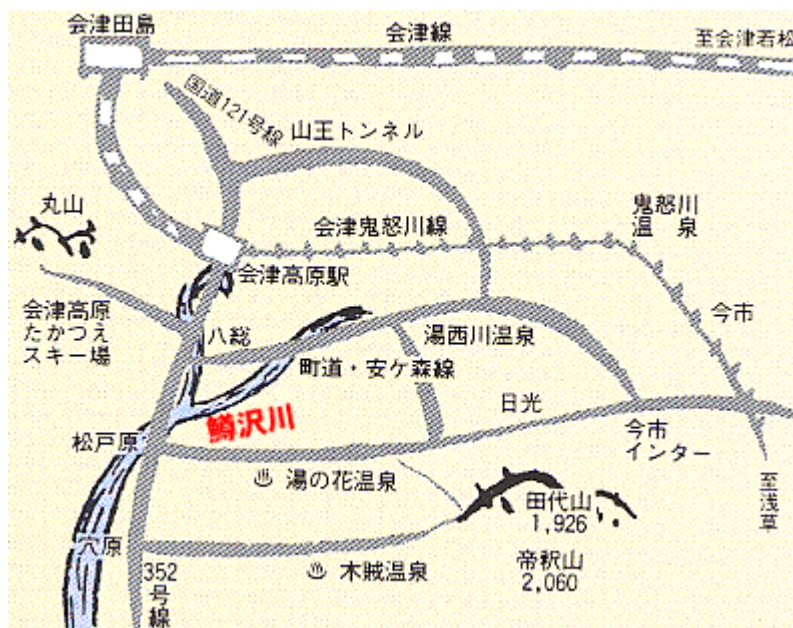 会津田島
会津線
至会津若松
国道121号線
山王トンネル
丸山
会津鬼怒川線
鬼怒川
温泉
会津高原駅
会津高原
たかつえ
スキー場
八総
湯西川温泉
今市
町道・安ケ森線
鱒沢川
日光
松戸原
今市
インター
湯の花温泉
田代山
1,926
至浅草
穴原
木賊温泉
帝釈山
2,060
352号線